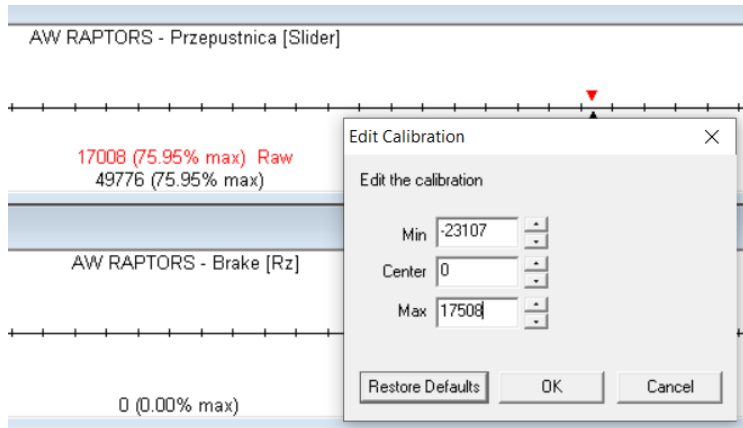 AW RAPTORS - Przepustnica [Slider]
17008 (75.95% max)  Raw
49776 (75.95% max)
AW RAPTORS - Brake [Rz]
0 (0.00% max)
Edit Calibration
Edit the calibration
Min -23107
Center 0
Max 17508
Restore Defaults OK Cancel